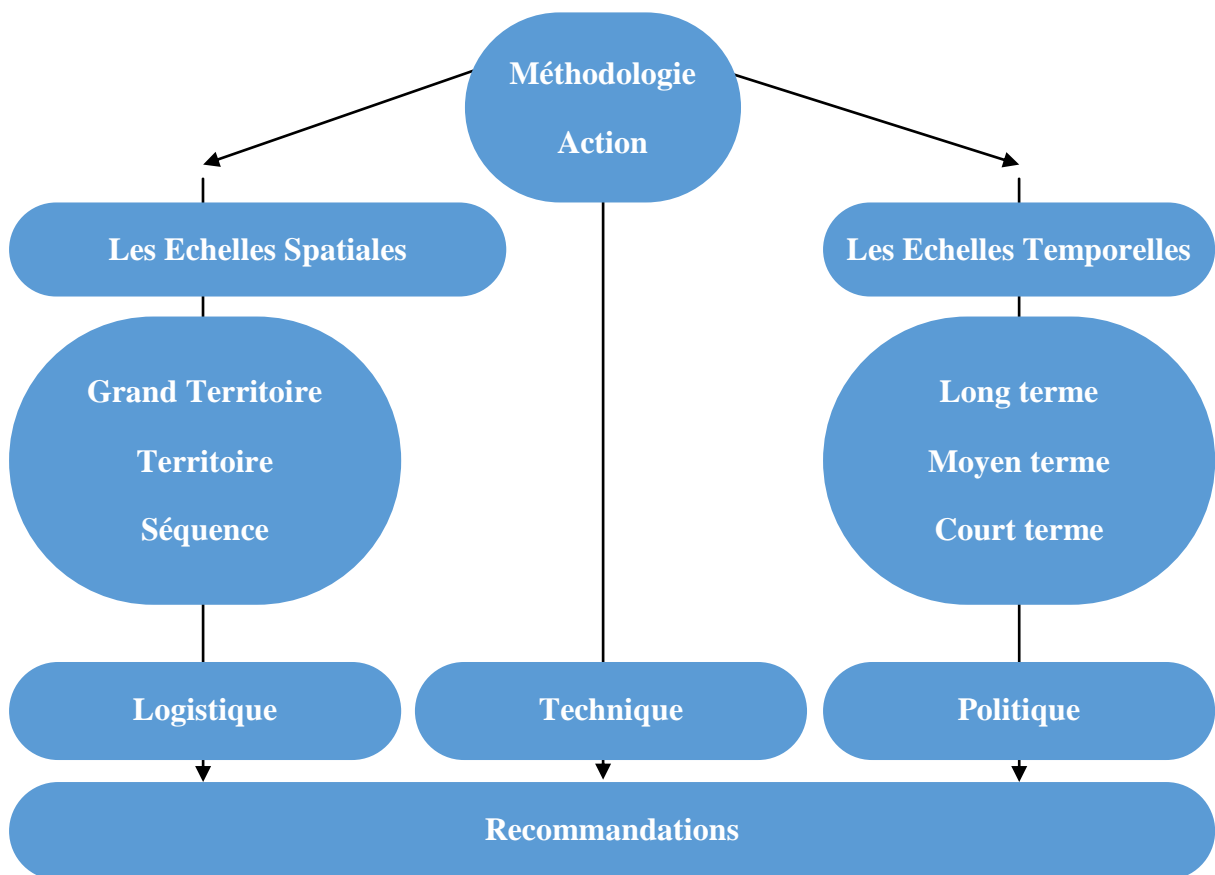 Méthodologie
Action
Les Echelles Spatiales
Les Echelles Temporelles
Grand Territoire
Territoire
Séquence
Long terme
Moyen terme
Court terme
Logistique
Technique
Politique
Recommandations